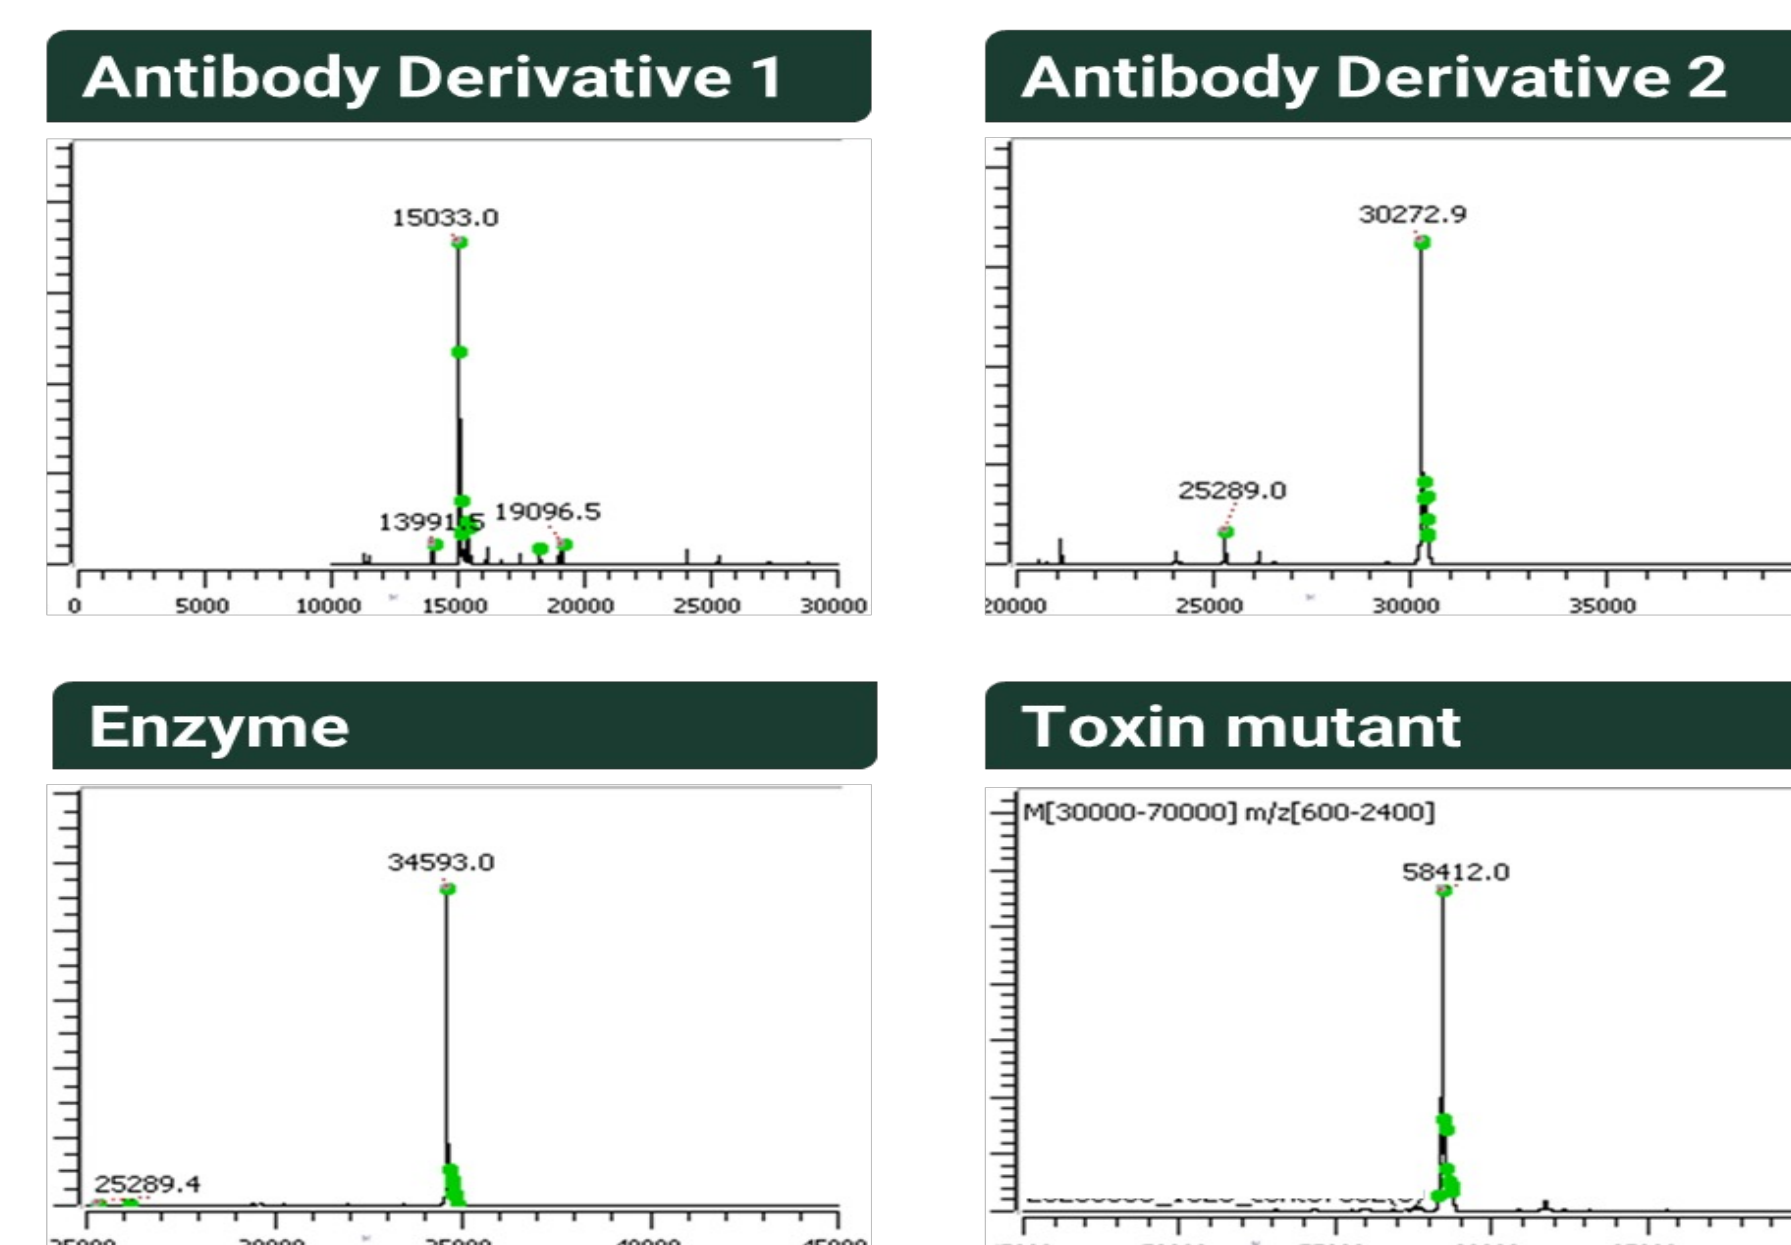 Antibody Derivative 1
15033.0
13991.5
19096.5
0 5000 10000 15000 20000 25000 30000
Antibody Derivative 2
30272.9
25289.0
20000 25000 30000 35000
Enzyme
34593.0
25289.4
Toxin mutant
M[30000-70000] m/z[600-2400]
58412.0